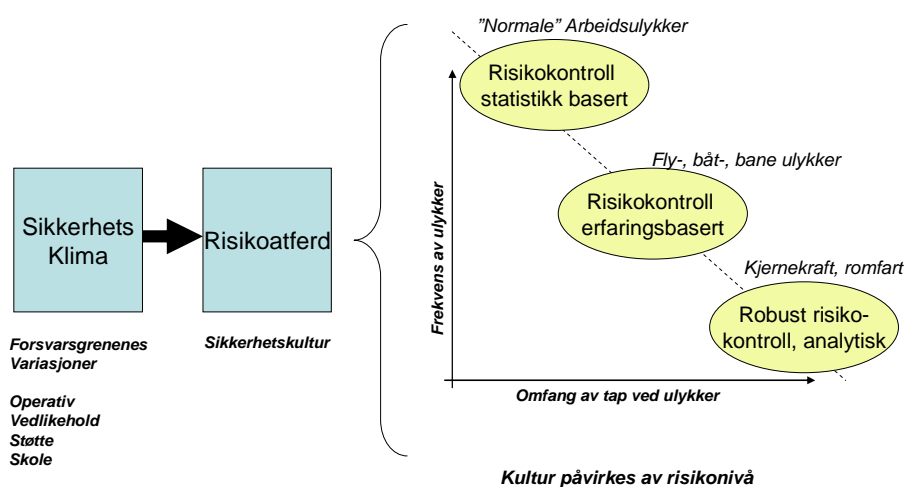 Sikkerhets
Klima
Forsvarsgrenenes
Variasjoner
Operativ
Vedlikehold
Støtte
Skole
Risikoatferd
Sikkerhetskultur
Frekvens av ulykker
"Normale" Arbeidsulykker
Risikokontroll
statistikk basert
Fly-, båt-, bane ulykker
Risikokontroll
erfaringsbasert
Kjernekraft, romfart
Robust risiko-
kontroll, analytisk
Omfang av tap ved ulykker
Kultur påvirkes av risikonivå